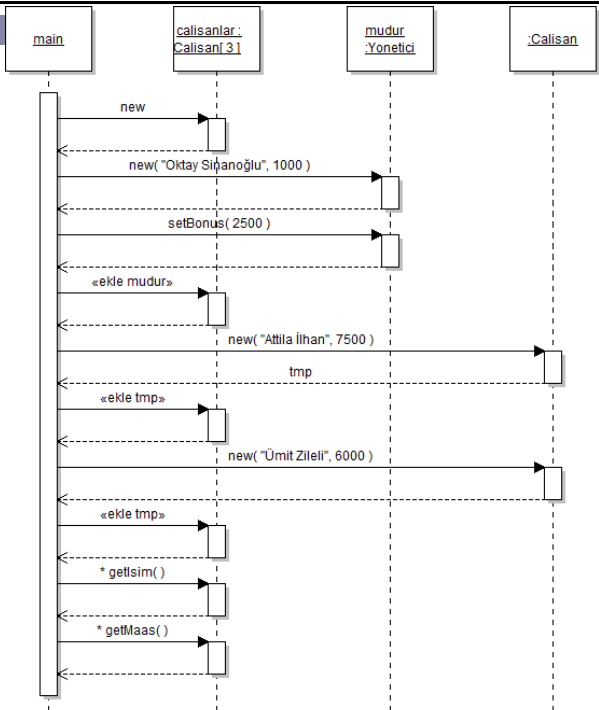 main
calisanlar :
Calisan[ 3 ]
mudur
:Yonetici
:Calisan
new
new( "Oktay Sinanoğlu", 1000 )
setBonus( 2500 )
«ekle mudur»
new( "Attila İlhan", 7500 )
tmp
«ekle tmp»
new( "Ümit Zileli", 6000 )
«ekle tmp»
* getIsim( )
* getMaas( )